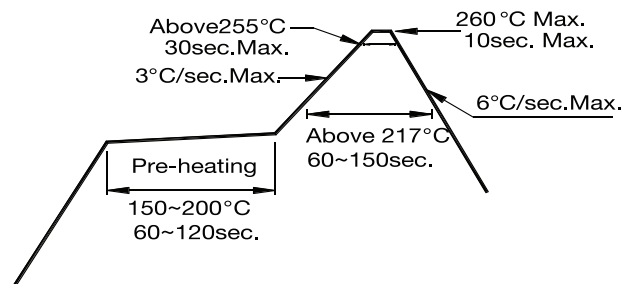 Above255°C
30sec.Max.
260°C Max.
10sec. Max.
3°C/sec.Max.
6°C/sec.Max.
Above 217°C
60~150sec.
Pre-heating
150~200°C
60~120sec.